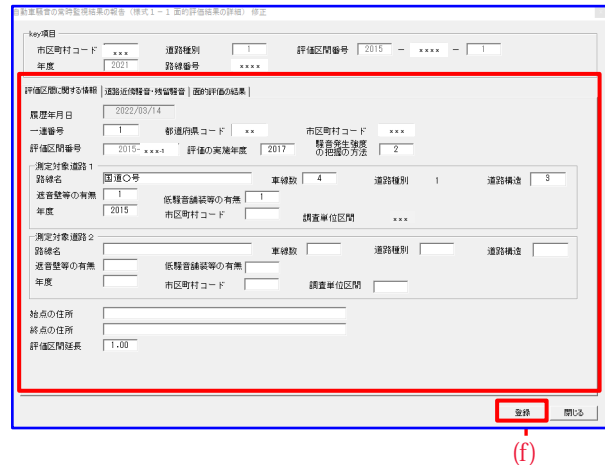 自動車騒音の常時監視結果の報告（様式１－１ 面的評価結果の詳細） 修正
key項目
市区町村コード ××× 道路種別 1 評価区間番号 2015 － ×××× － 1
年度 2021 路線番号 ××××
評価区間に関する情報 道路近傍騒音・残留騒音 面的評価の結果
履歴年月日 2022/03/14
一連番号 1 都道府県コード ×× 市区町村コード ×××
評価区間番号 2015- ×××-1 評価の実施年度 2017 騒音発生強度の把握の方法 2
測定対象道路１
路線名 国道〇号 車線数 4 道路種別 1 道路構造 3
遮音壁等の有無 1 低騒音舗装等の有無 1
年度 2015 市区町村コード 調査単位区間 ×××
測定対象道路２
路線名 車線数 道路種別 道路構造
遮音壁等の有無 低騒音舗装等の有無
年度 市区町村コード 調査単位区間
始点の住所
終点の住所
評価区間延長 1.00
登録 閉じる
(f)